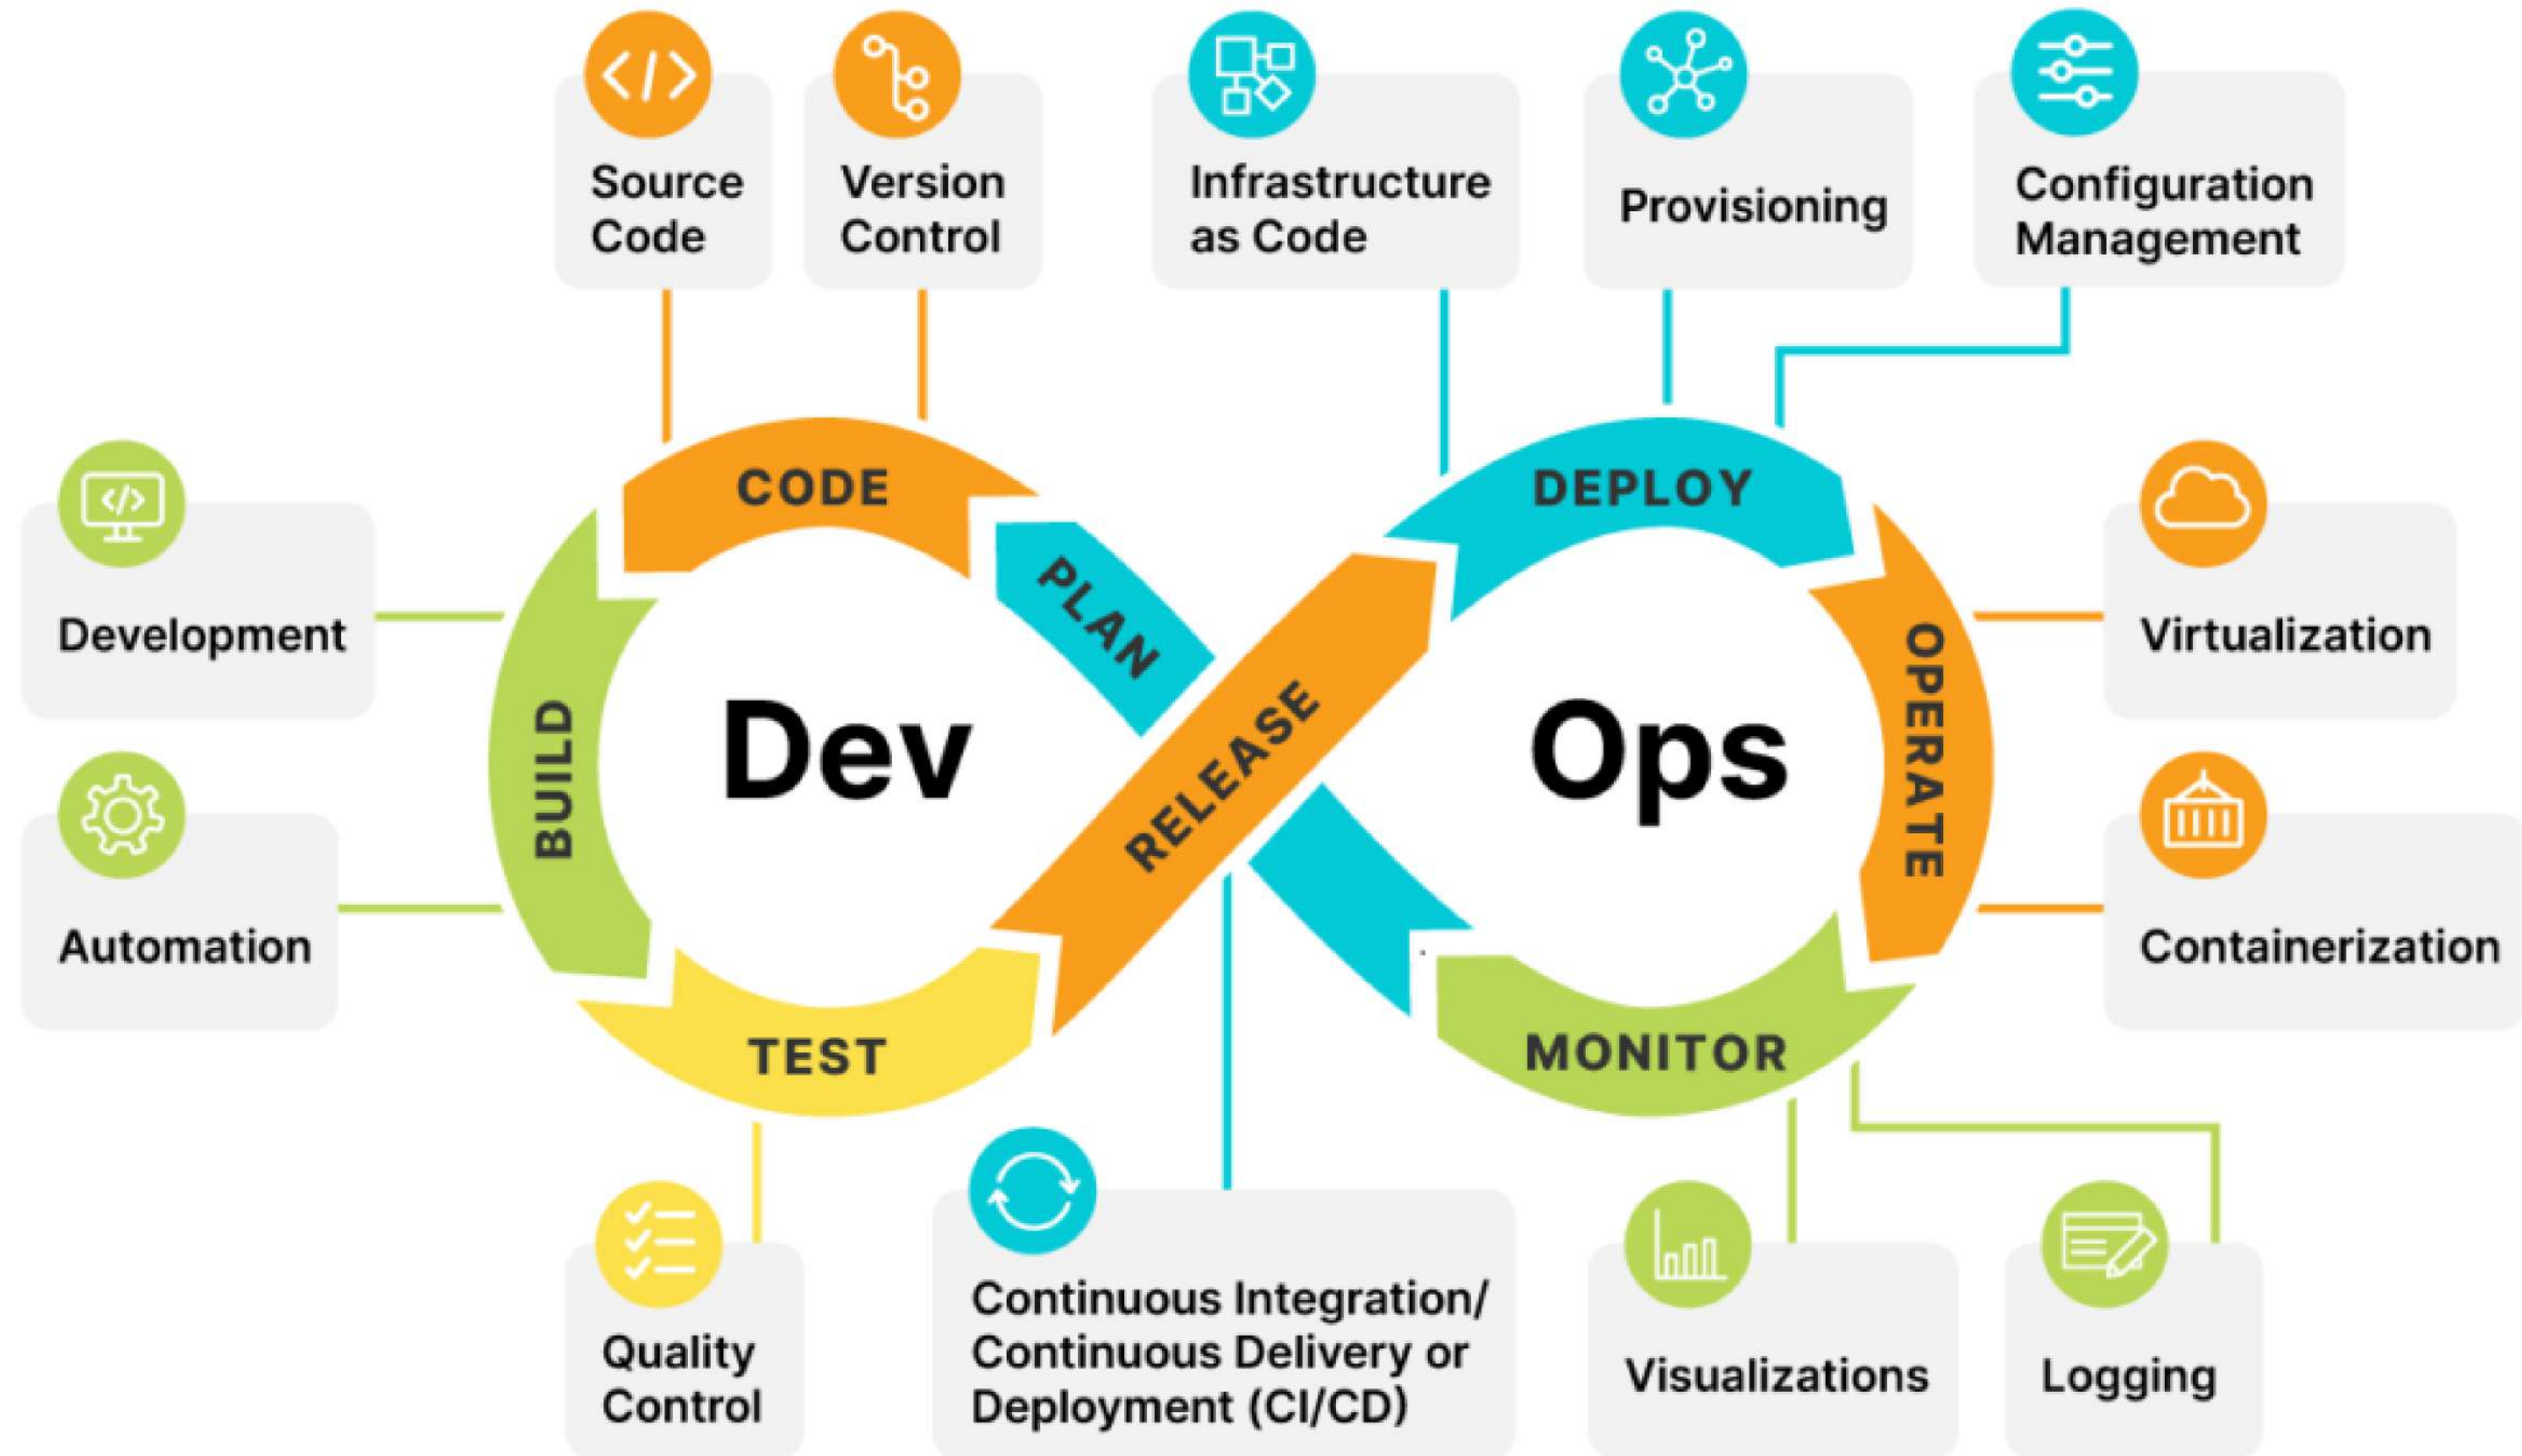 Source
Code
Version
Control
Infrastructure
as Code
Provisioning
Configuration
Management
CODE
DEPLOY
PLAN
Development
Virtualization
OPERATE
BUILD
Dev
RELEASE
Ops
Automation
Containerization
TEST
MONITOR
Quality
Control
Continuous Integration/
Continuous Delivery or
Deployment (CI/CD)
Visualizations
Logging